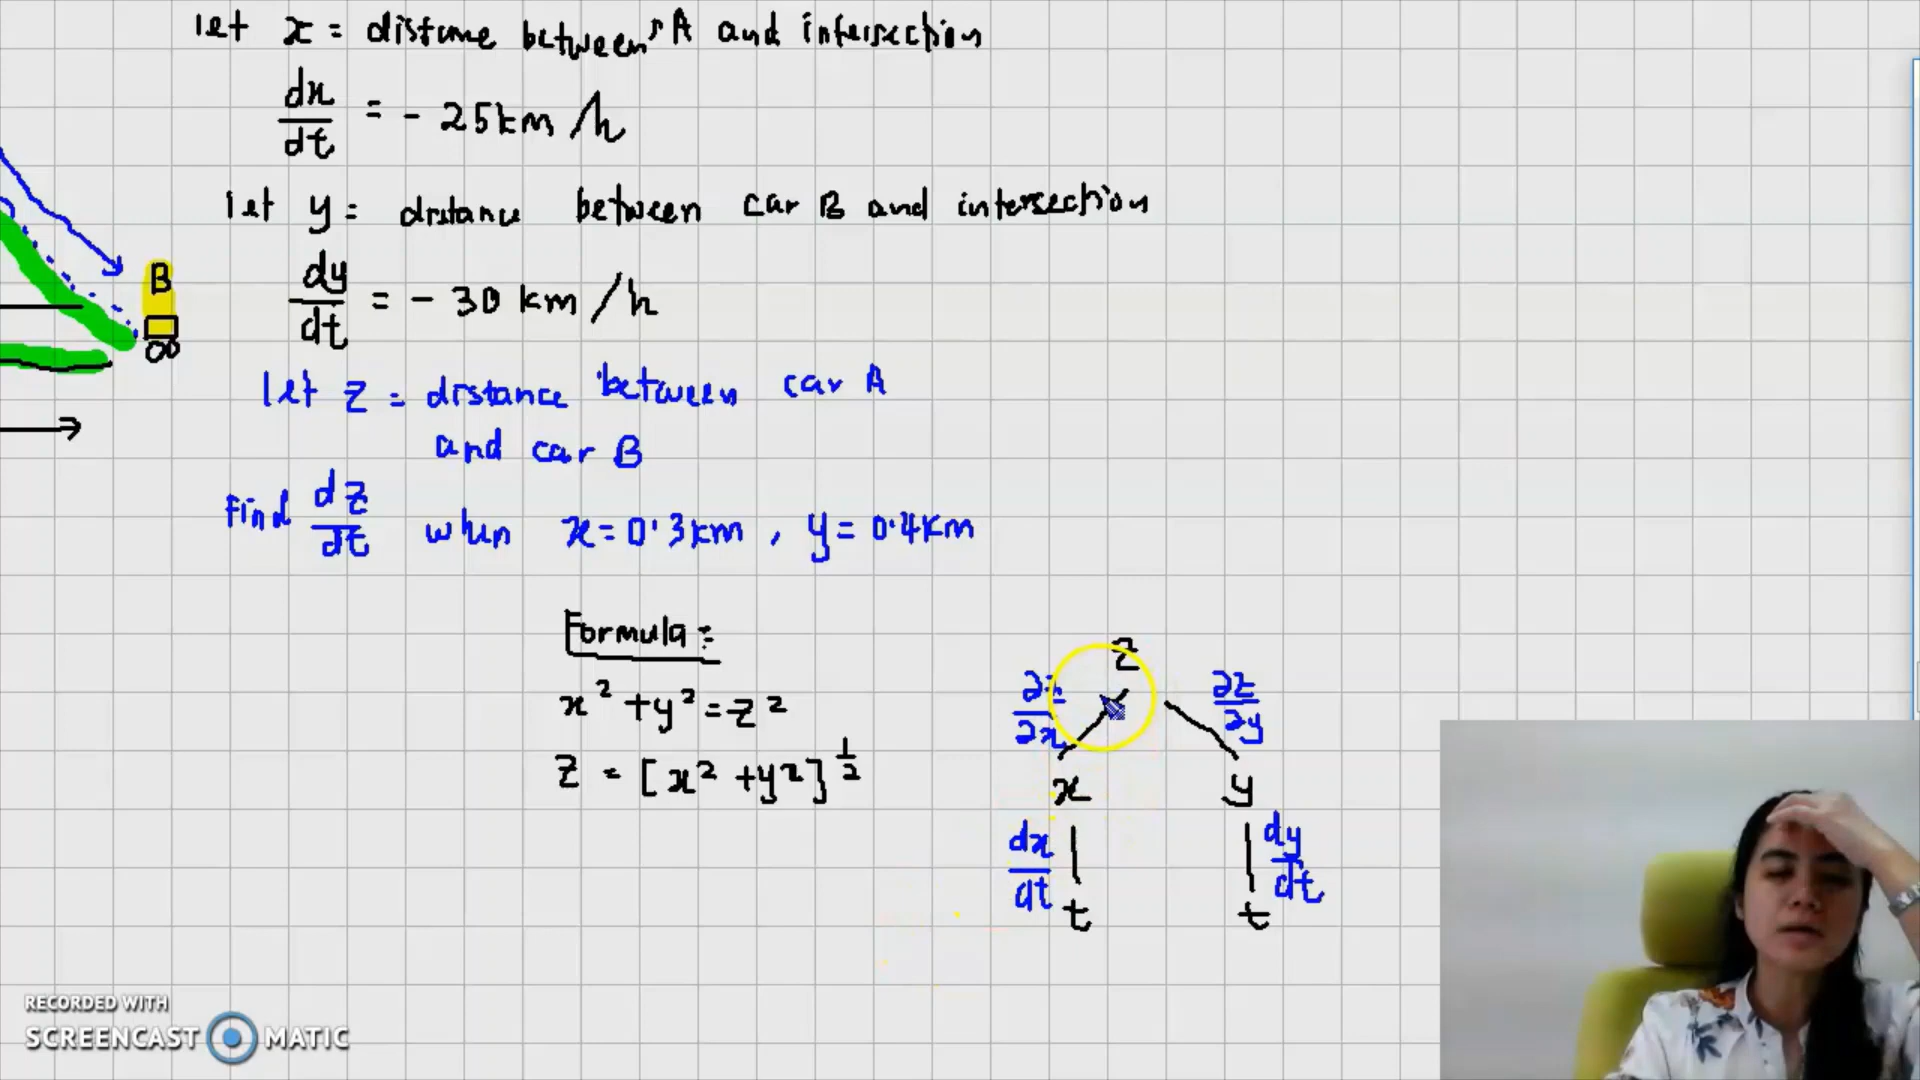 let x = distance between A and intersection
dx/dt = - 25km/h
let y = distance between car B and intersection
B
dy/dt = - 30 km/h
let z = distance between car A
and car B
Find dz/dt when x = 0.3km, y = 0.4km
Formula:
x² + y² = z²
z = [x² + y²]^½
z
∂z/∂x
∂z/∂y
x
y
dx/dt
dy/dt
t
t
RECORDED WITH
SCREENCAST MATIC